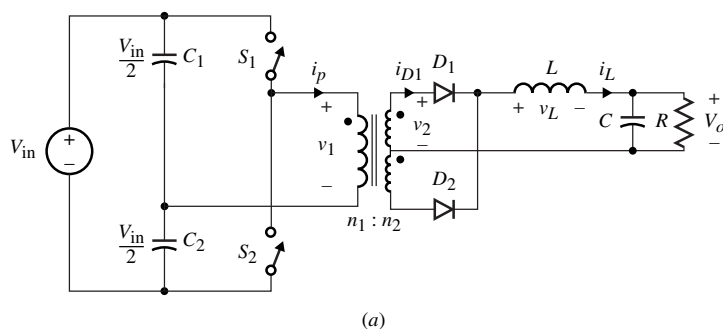 V_in/2 C_1 S_1
i_p i_D1 D_1 L i_L
+ + + v_L − +
V_in + − v_1 v_2 C R V_o
− − −
D_2
V_in/2 C_2 S_2 n_1 : n_2
(a)